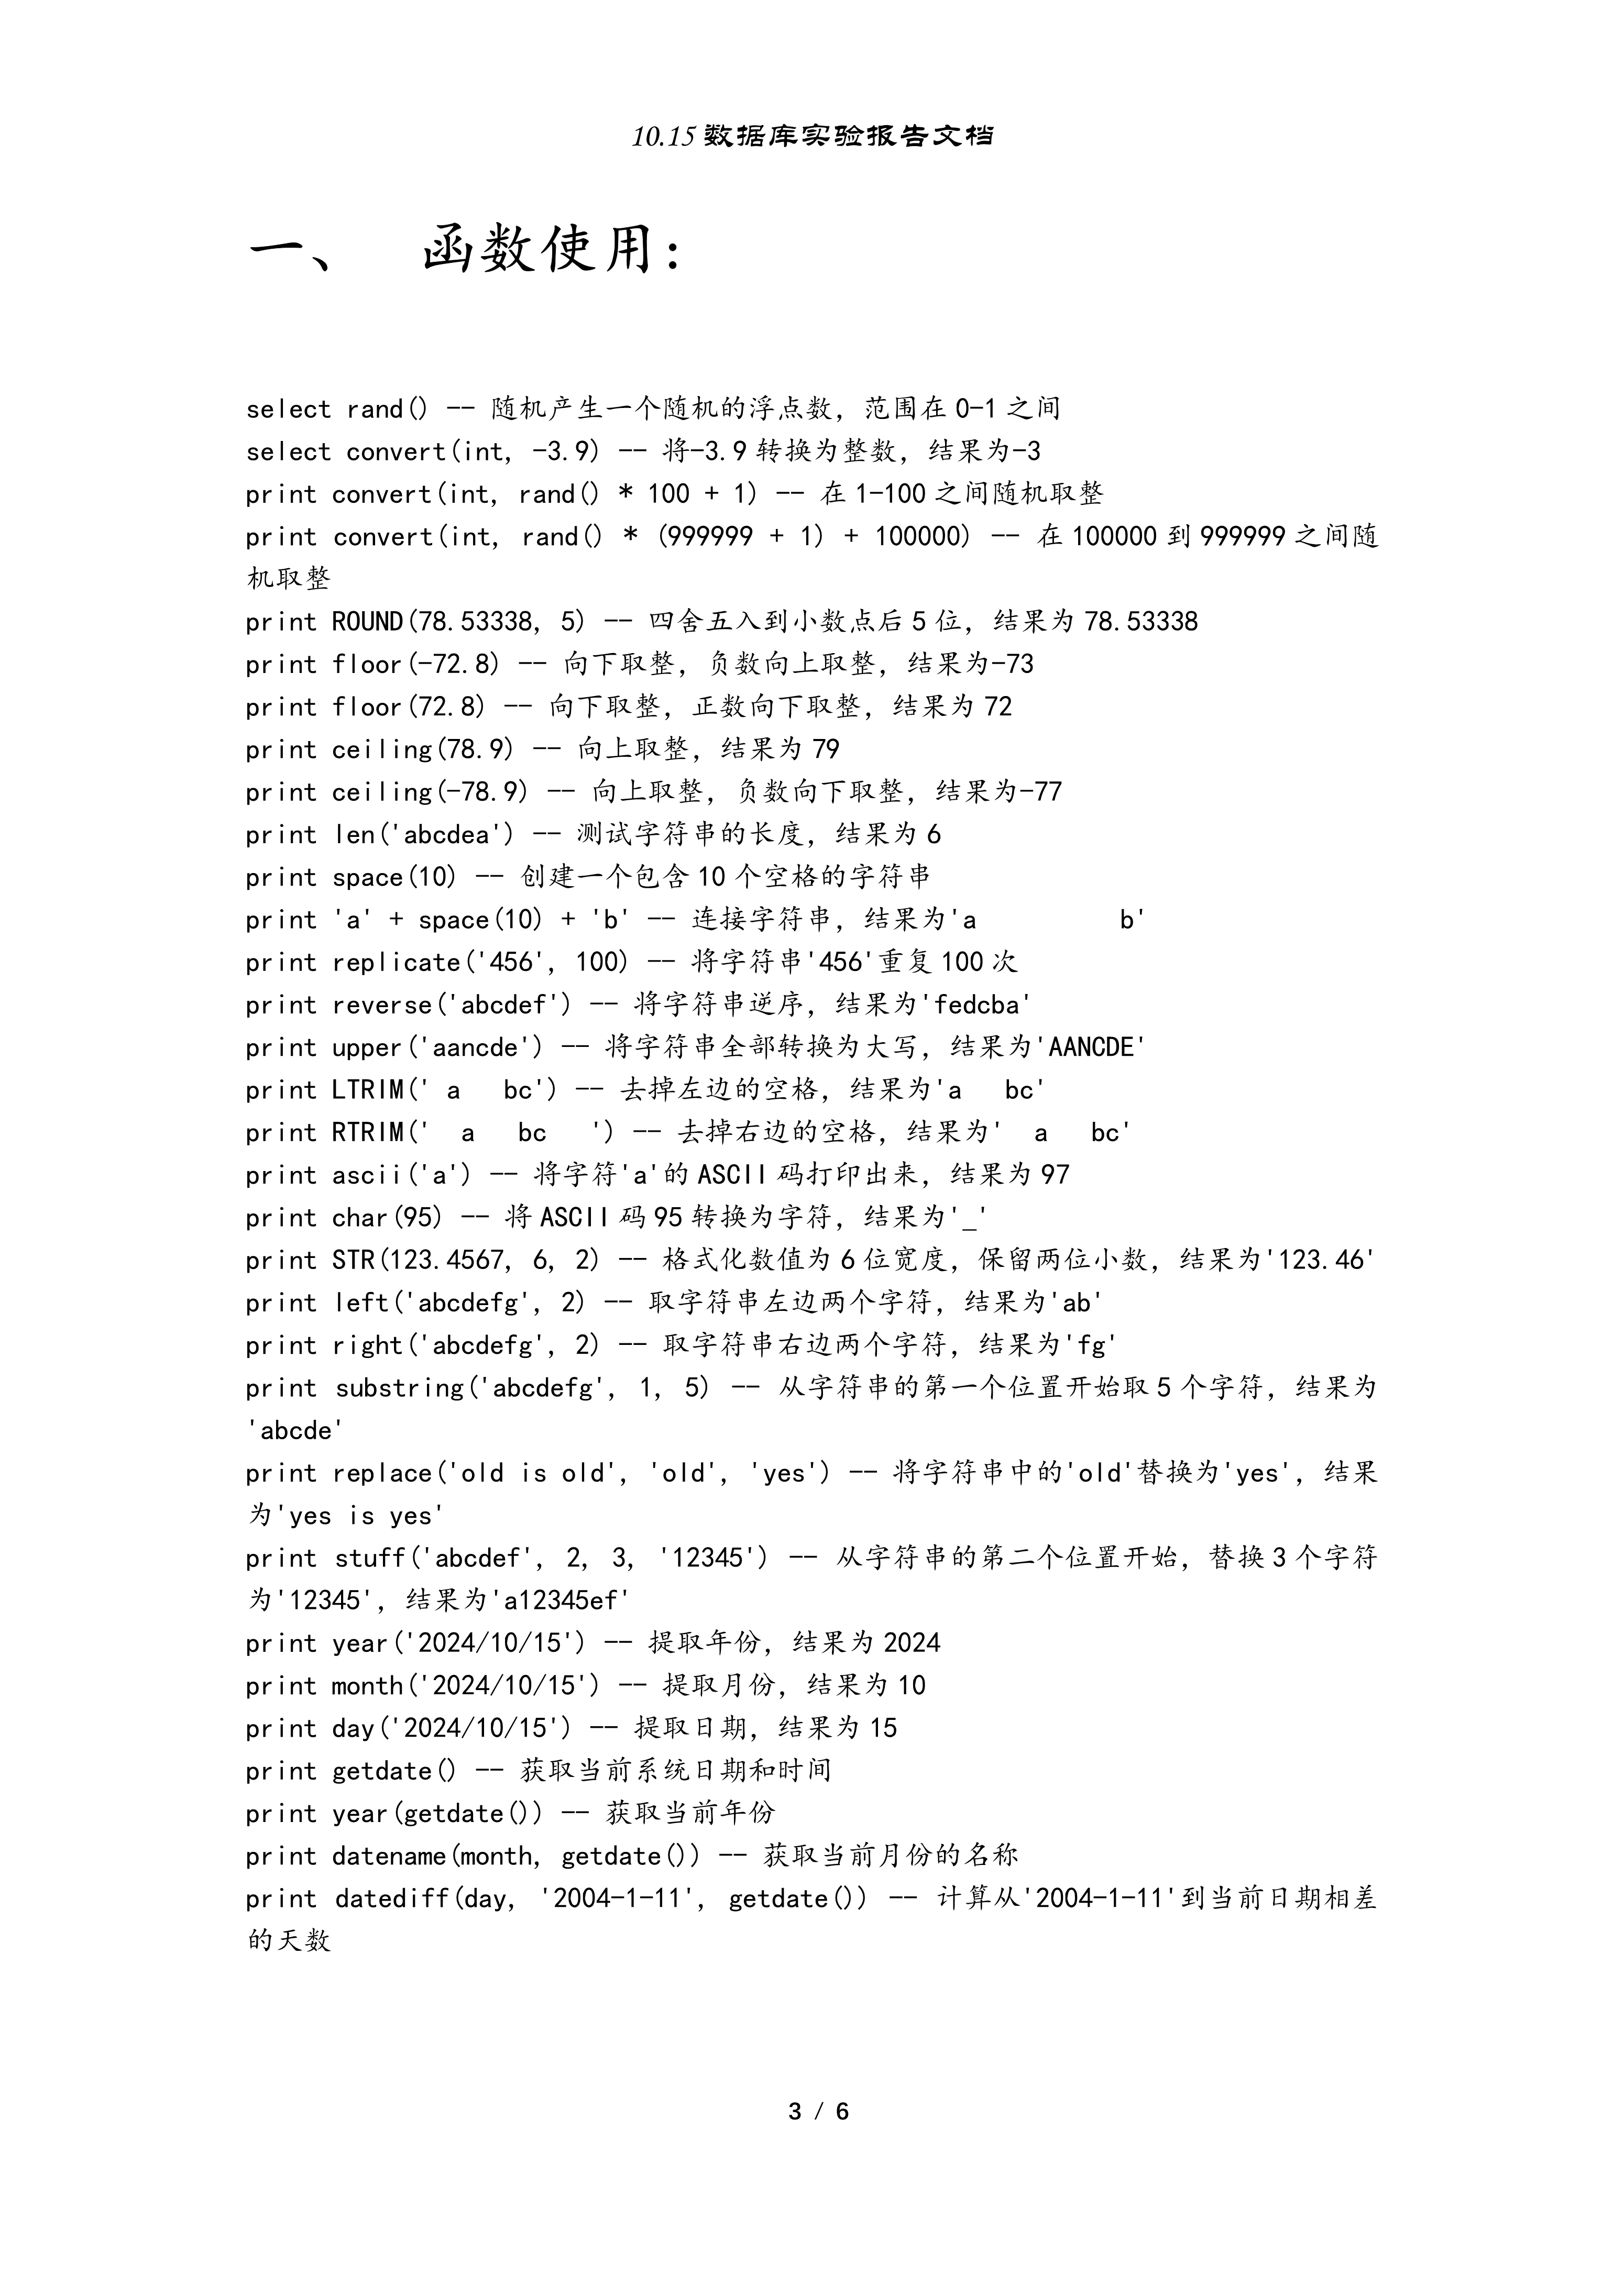 10.15 数据库实验报告文档
一、 函数使用：
select rand() -- 随机产生一个随机的浮点数，范围在 0-1 之间
select convert(int, -3.9) -- 将-3.9 转换为整数，结果为-3
print convert(int, rand() * 100 + 1) -- 在 1-100 之间随机取整
print convert(int, rand() * (999999 + 1) + 100000) -- 在 100000 到 999999 之间随
机取整
print ROUND(78.53338, 5) -- 四舍五入到小数点后 5 位，结果为 78.53338
print floor(-72.8) -- 向下取整，负数向上取整，结果为-73
print floor(72.8) -- 向下取整，正数向下取整，结果为 72
print ceiling(78.9) -- 向上取整，结果为 79
print ceiling(-78.9) -- 向上取整，负数向下取整，结果为-77
print len('abcdea') -- 测试字符串的长度，结果为 6
print space(10) -- 创建一个包含 10 个空格的字符串
print 'a' + space(10) + 'b' -- 连接字符串，结果为'a          b'
print replicate('456', 100) -- 将字符串'456'重复 100 次
print reverse('abcdef') -- 将字符串逆序，结果为'fedcba'
print upper('aancde') -- 将字符串全部转换为大写，结果为'AANCDE'
print LTRIM(' a   bc') -- 去掉左边的空格，结果为'a   bc'
print RTRIM('  a   bc   ') -- 去掉右边的空格，结果为'  a   bc'
print ascii('a') -- 将字符'a'的 ASCII 码打印出来，结果为 97
print char(95) -- 将 ASCII 码 95 转换为字符，结果为'_'
print STR(123.4567, 6, 2) -- 格式化数值为 6 位宽度，保留两位小数，结果为'123.46'
print left('abcdefg', 2) -- 取字符串左边两个字符，结果为'ab'
print right('abcdefg', 2) -- 取字符串右边两个字符，结果为'fg'
print substring('abcdefg', 1, 5) -- 从字符串的第一个位置开始取 5 个字符，结果为
'abcde'
print replace('old is old', 'old', 'yes') -- 将字符串中的'old'替换为'yes'，结果
为'yes is yes'
print stuff('abcdef', 2, 3, '12345') -- 从字符串的第二个位置开始，替换 3 个字符
为'12345'，结果为'a12345ef'
print year('2024/10/15') -- 提取年份，结果为 2024
print month('2024/10/15') -- 提取月份，结果为 10
print day('2024/10/15') -- 提取日期，结果为 15
print getdate() -- 获取当前系统日期和时间
print year(getdate()) -- 获取当前年份
print datename(month, getdate()) -- 获取当前月份的名称
print datediff(day, '2004-1-11', getdate()) -- 计算从'2004-1-11'到当前日期相差
的天数
3 / 6